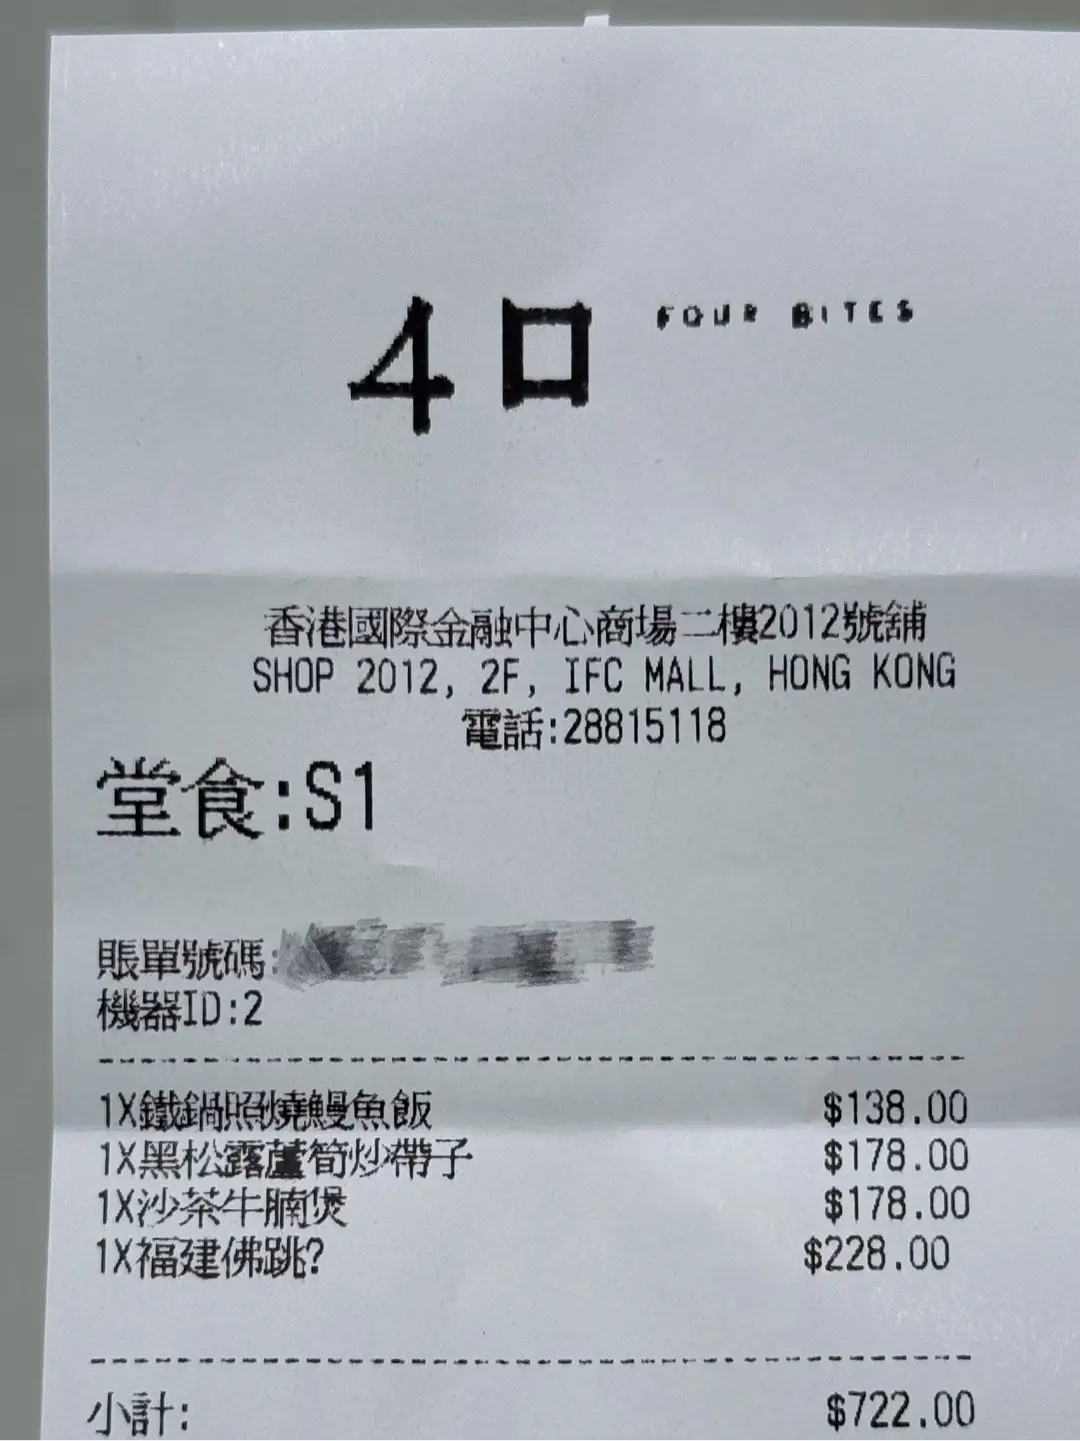 4口 FOUR BITES
香港國際金融中心商場二樓2012號舖
SHOP 2012, 2F, IFC MALL, HONG KONG
電話:28815118
堂食:S1
賬單號碼:
機器ID:2
1X鐵鍋照燒鰻魚飯 $138.00
1X黑松露蘆筍炒帶子 $178.00
1X沙茶牛腩煲 $178.00
1X福建佛跳? $228.00
小計: $722.00